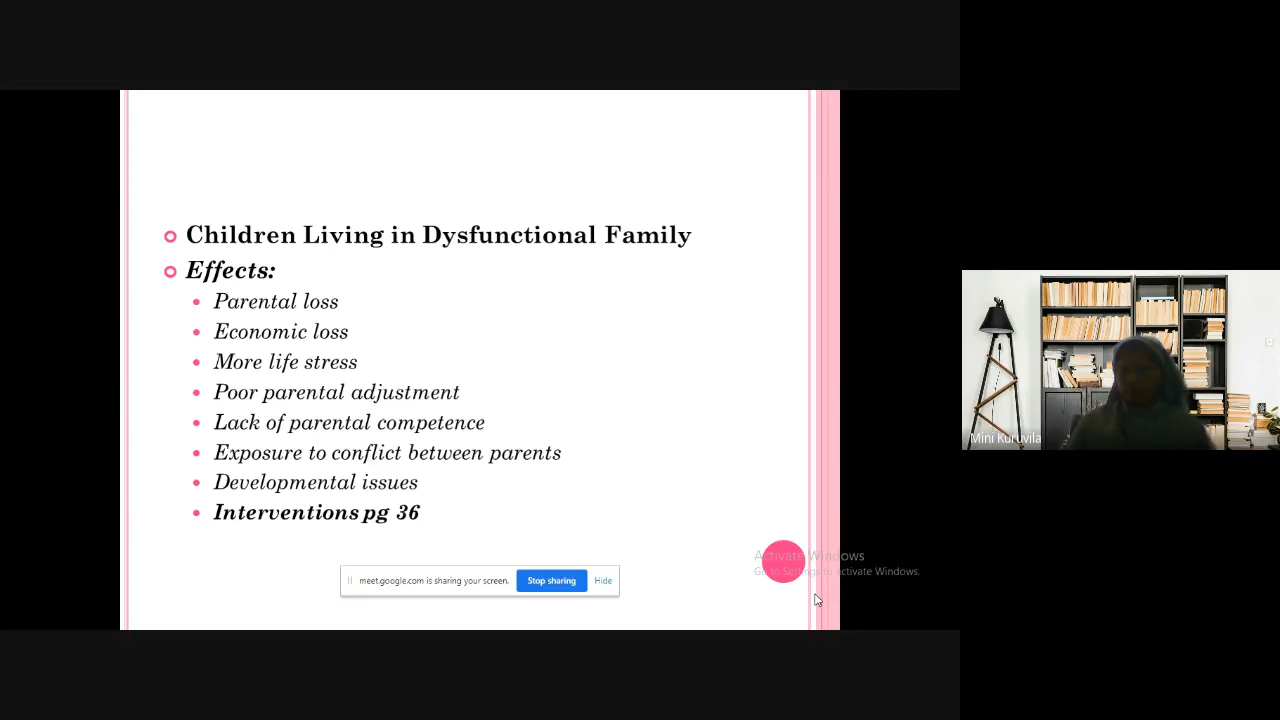 Children Living in Dysfunctional Family
Effects:
Parental loss
Economic loss
More life stress
Poor parental adjustment
Lack of parental competence
Exposure to conflict between parents
Developmental issues
Interventions pg 36
meet.google.com is sharing your screen. Stop sharing Hide
Activate Windows
Go to Settings to activate Windows.
Mini Kuruvila